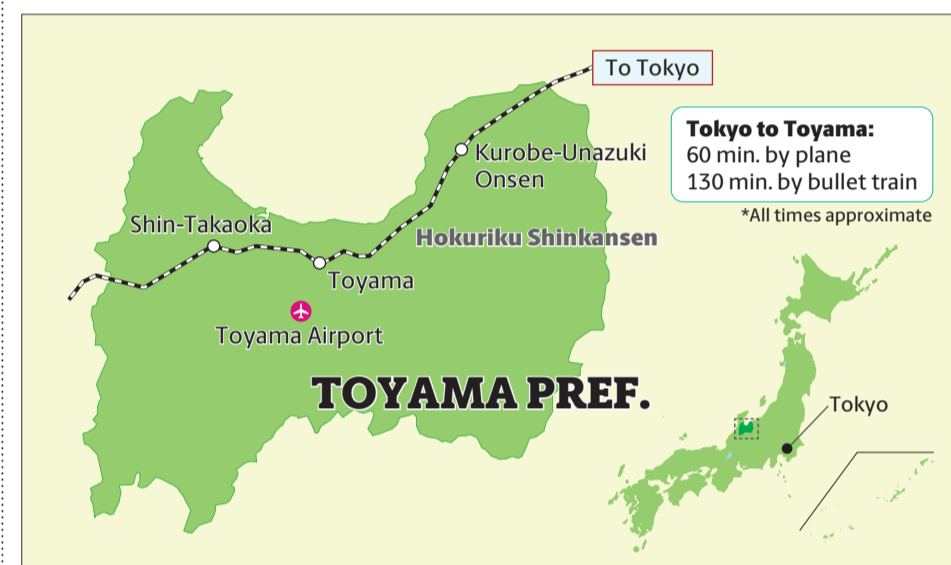 To Tokyo
Tokyo to Toyama:
60 min. by plane
130 min. by bullet train
*All times approximate
Kurobe-Unazuki
Onsen
Shin-Takaoka
Hokuriku Shinkansen
Toyama
Toyama Airport
TOYAMA PREF.
Tokyo